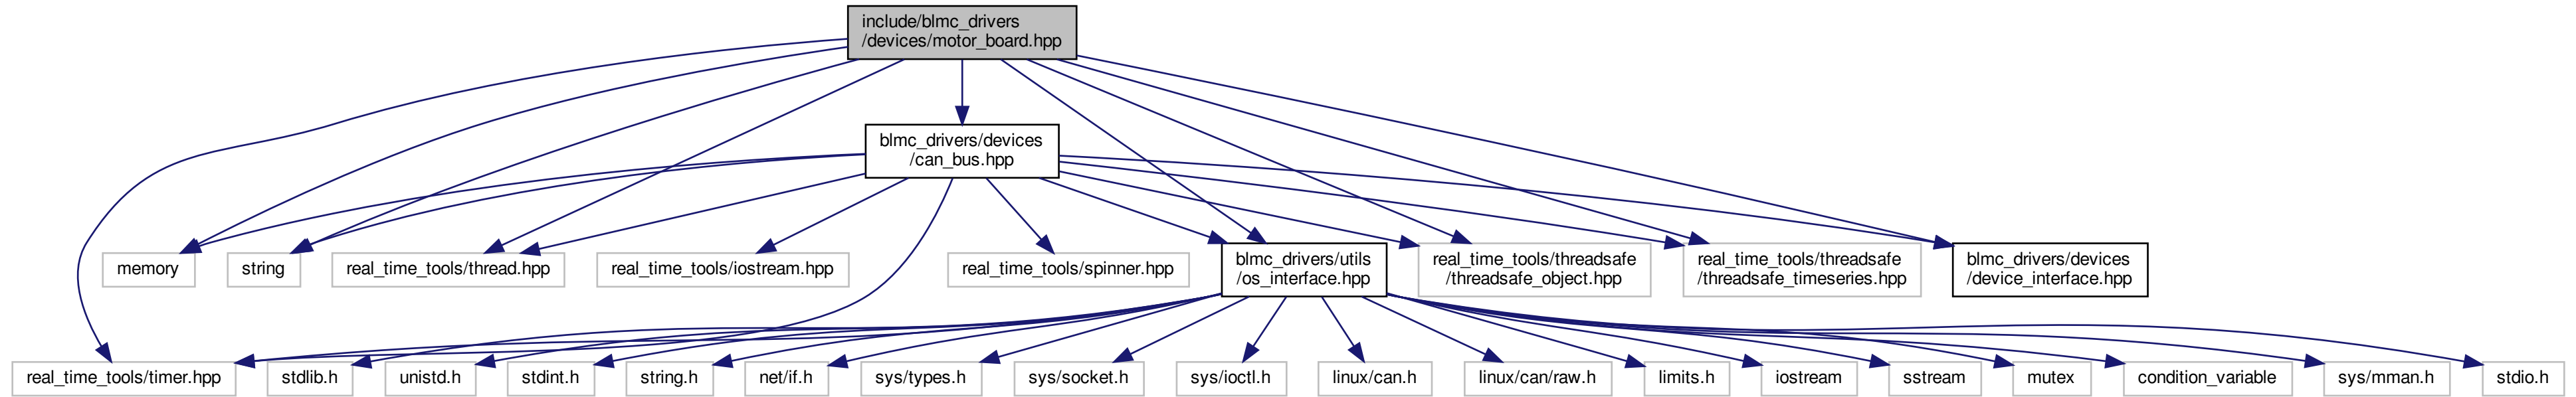 include/blmc_drivers
/devices/motor_board.hpp
blmc_drivers/devices
/can_bus.hpp
memory
string
real_time_tools/thread.hpp
real_time_tools/iostream.hpp
real_time_tools/spinner.hpp
blmc_drivers/utils
/os_interface.hpp
real_time_tools/threadsafe
/threadsafe_object.hpp
real_time_tools/threadsafe
/threadsafe_timeseries.hpp
blmc_drivers/devices
/device_interface.hpp
real_time_tools/timer.hpp
stdlib.h
unistd.h
stdint.h
string.h
net/if.h
sys/types.h
sys/socket.h
sys/ioctl.h
linux/can.h
linux/can/raw.h
limits.h
iostream
sstream
mutex
condition_variable
sys/mman.h
stdio.h